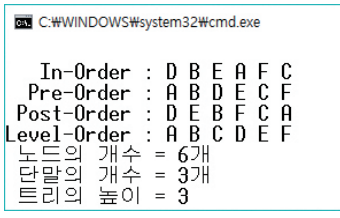 C:₩WINDOWS₩system32₩cmd.exe
In-Order : D B E A F C
Pre-Order : A B D E C F
Post-Order : D E B F C A
Level-Order : A B C D E F
노드의 개수 = 6개
단말의 개수 = 3개
트리의 높이 = 3